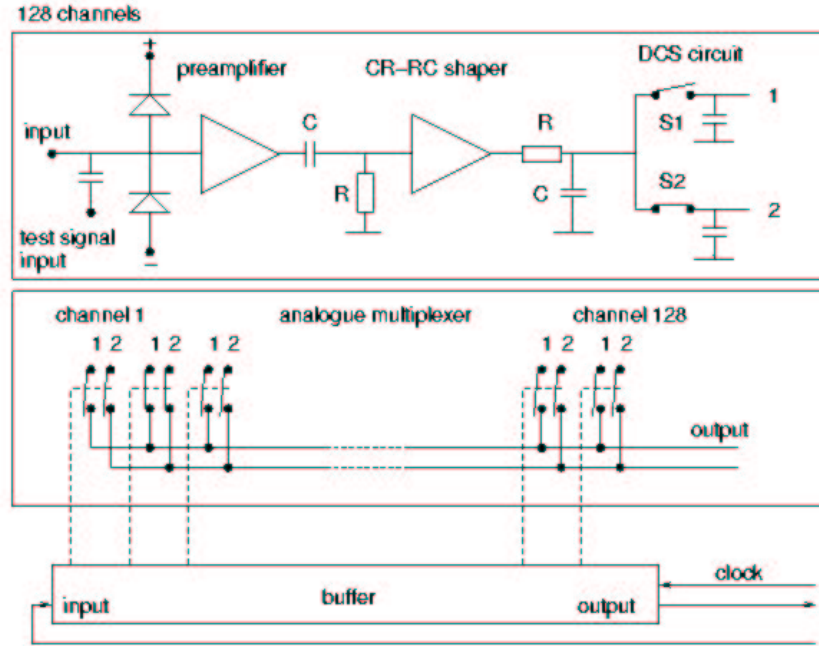 128 channels
+
preamplifier
CR–RC shaper
DCS circuit
input
C
R
1
S1
R
C
S2
2
test signal
input
–
channel 1
analogue multiplexer
channel 128
1 2 1 2 1 2 1 2 1 2
output
clock
input
buffer
output